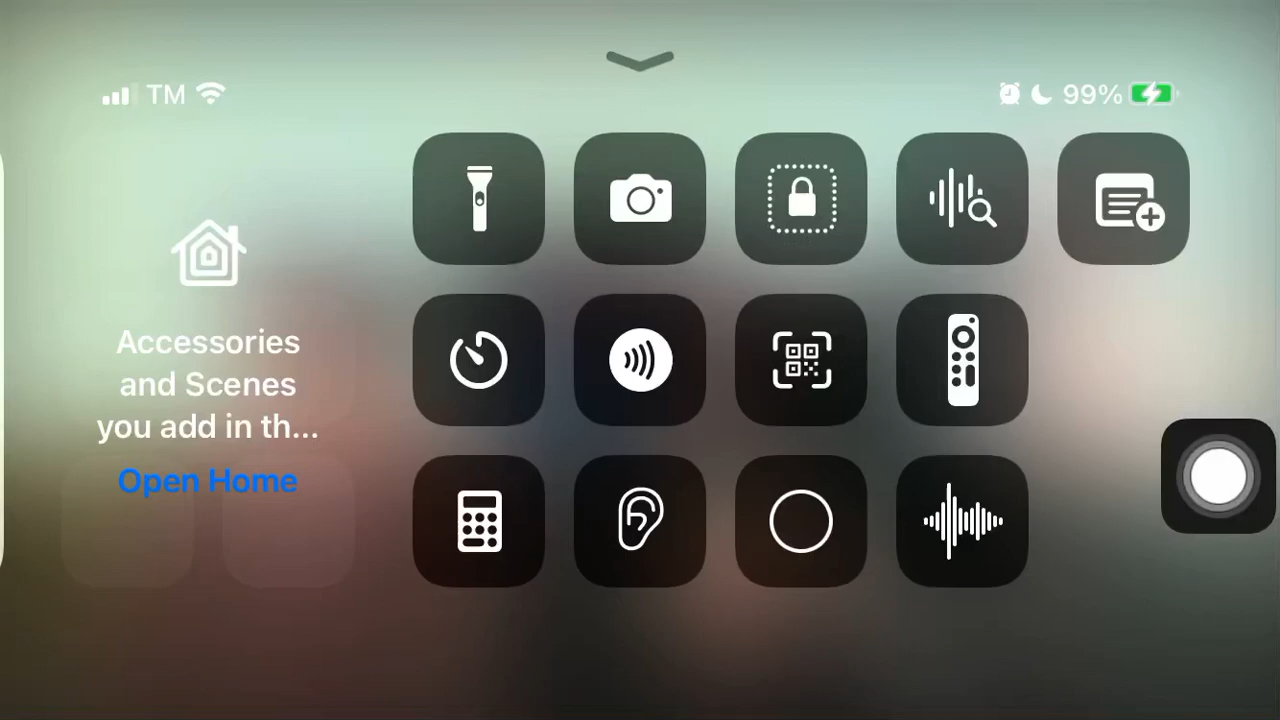 TM
99%
Accessories
and Scenes
you add in th...
Open Home